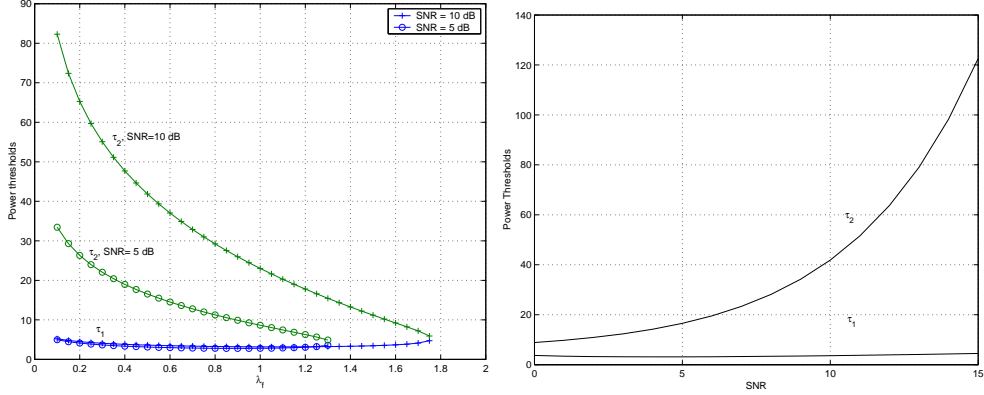 90
80
70
60
50
40
30
20
10
0
Power thresholds
SNR = 10 dB
SNR = 5 dB
τ2, SNR=10 dB
τ2, SNR= 5 dB
τ1
0 0.2 0.4 0.6 0.8 1 1.2 1.4 1.6 1.8 2
λf
140
120
100
80
60
40
20
0
Power Thresholds
τ2
τ1
0 5 10 15
SNR